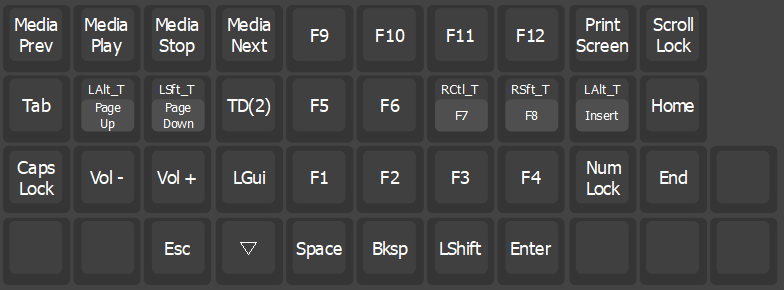 Media Prev
Media Play
Media Stop
Media Next
F9
F10
F11
F12
Print Screen
Scroll Lock
Tab
LAlt_T
Page Up
LSft_T
Page Down
TD(2)
F5
F6
RCtl_T
F7
RSft_T
F8
LAlt_T
Insert
Home
Caps Lock
Vol -
Vol +
LGui
F1
F2
F3
F4
Num Lock
End
Esc
▽
Space
Bksp
LShift
Enter